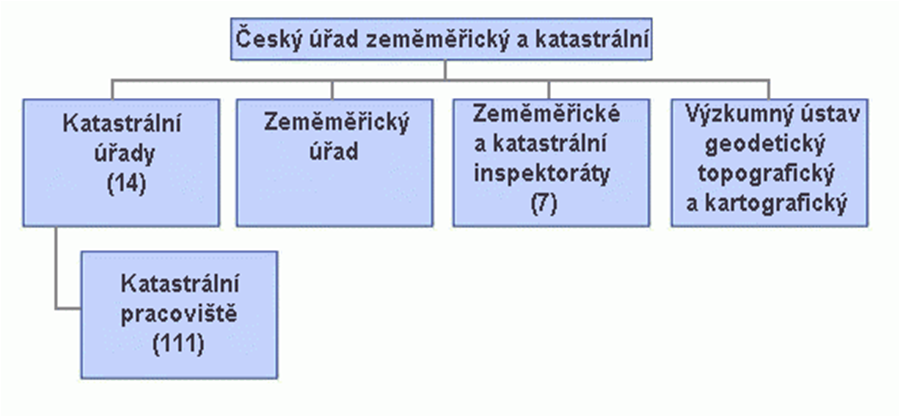 Český úřad zeměměřický a katastrální
Katastrální
úřady
(14)
Zeměměřický
úřad
Zeměměřické
a katastrální
inspektoráty
(7)
Výzkumný ústav
geodetický
topografický
a kartografický
Katastrální
pracoviště
(111)